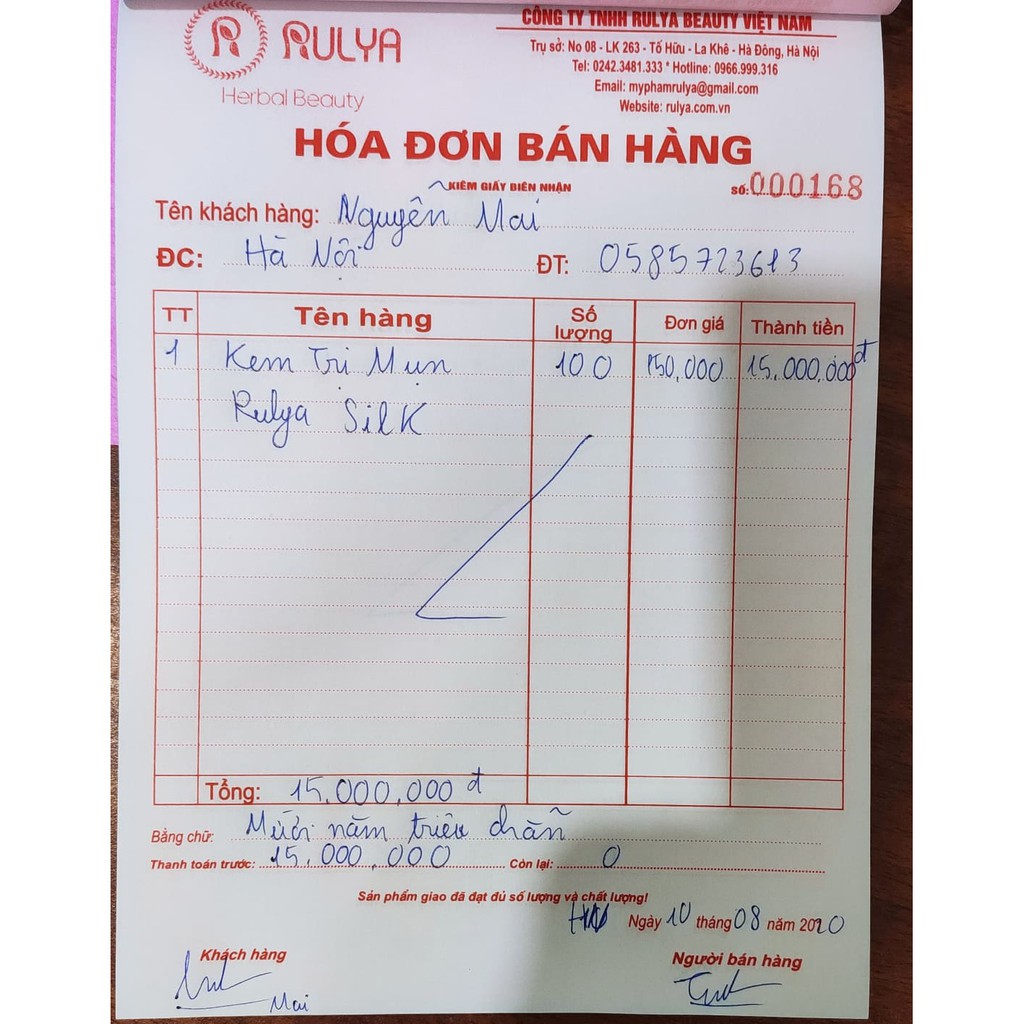 RULYA
Herbal Beauty
CÔNG TY TNHH RULYA BEAUTY VIỆT NAM
Trụ sở: No 08 - LK 263 - Tố Hữu - La Khê - Hà Đông, Hà Nội
Tel: 0242.3481.333 * Hotline: 0966.999.316
Email: myphamrulya@gmail.com
Website: rulya.com.vn
HÓA ĐƠN BÁN HÀNG
KIÊM GIẤY BIÊN NHẬN
SỐ: 000168
Tên khách hàng: Nguyễn Mai
ĐC: Hà Nội ĐT: 0585723613
TT Tên hàng Số lượng Đơn giá Thành tiền
1 Kem Trị Mụn 100 150,000 15,000,000đ
Rulya Silk
Tổng: 15,000,000 đ
Bằng chữ: Mười năm triệu chẵn
Thanh toán trước: 15,000,000 Còn lại: 0
Sản phẩm giao đã đạt đủ số lượng và chất lượng!
Ngày 10 tháng 08 năm 2020
Khách hàng Người bán hàng
Mai